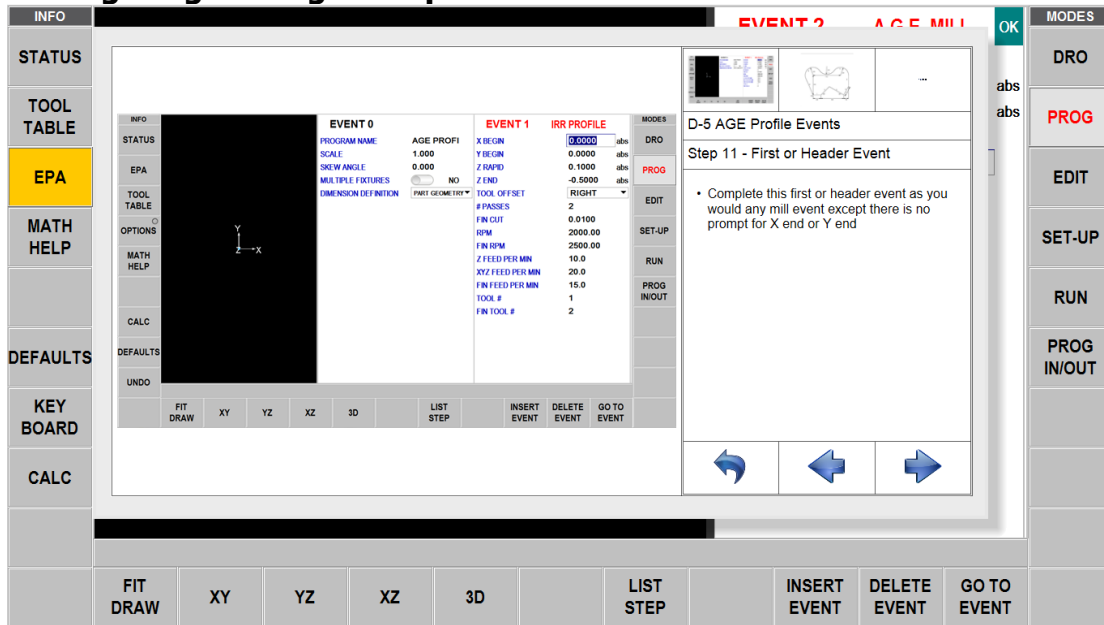 INFO
STATUS
TOOL
TABLE
EPA
MATH
HELP
DEFAULTS
KEY
BOARD
CALC
EVENT 2 A.G.E. MILL
OK
abs
abs
INFO
STATUS
EPA
TOOL
TABLE
OPTIONS
MATH
HELP
CALC
DEFAULTS
UNDO
Y
Z X
EVENT 0
PROGRAM NAME AGE PROFI
SCALE 1.000
SKEW ANGLE 0.000
MULTIPLE FIXTURES NO
DIMENSION DEFINITION PART GEOMETRY
EVENT 1 IRR PROFILE
X BEGIN 0.0000 abs
Y BEGIN 0.0000 abs
Z RAPID 0.1000 abs
Z END -0.5000 abs
TOOL OFFSET RIGHT
# PASSES 2
FIN CUT 0.0100
RPM 2000.00
FIN RPM 2500.00
Z FEED PER MIN 10.0
XYZ FEED PER MIN 20.0
FIN FEED PER MIN 15.0
TOOL # 1
FIN TOOL # 2
MODES
DRO
PROG
EDIT
SET-UP
RUN
PROG
IN/OUT
FIT
DRAW
XY
YZ
XZ
3D
LIST
STEP
INSERT
EVENT
DELETE
EVENT
GO TO
EVENT
...
D-5 AGE Profile Events
Step 11 - First or Header Event
• Complete this first or header event as you
would any mill event except there is no
prompt for X end or Y end
MODES
DRO
PROG
EDIT
SET-UP
RUN
PROG
IN/OUT
FIT
DRAW
XY
YZ
XZ
3D
LIST
STEP
INSERT
EVENT
DELETE
EVENT
GO TO
EVENT